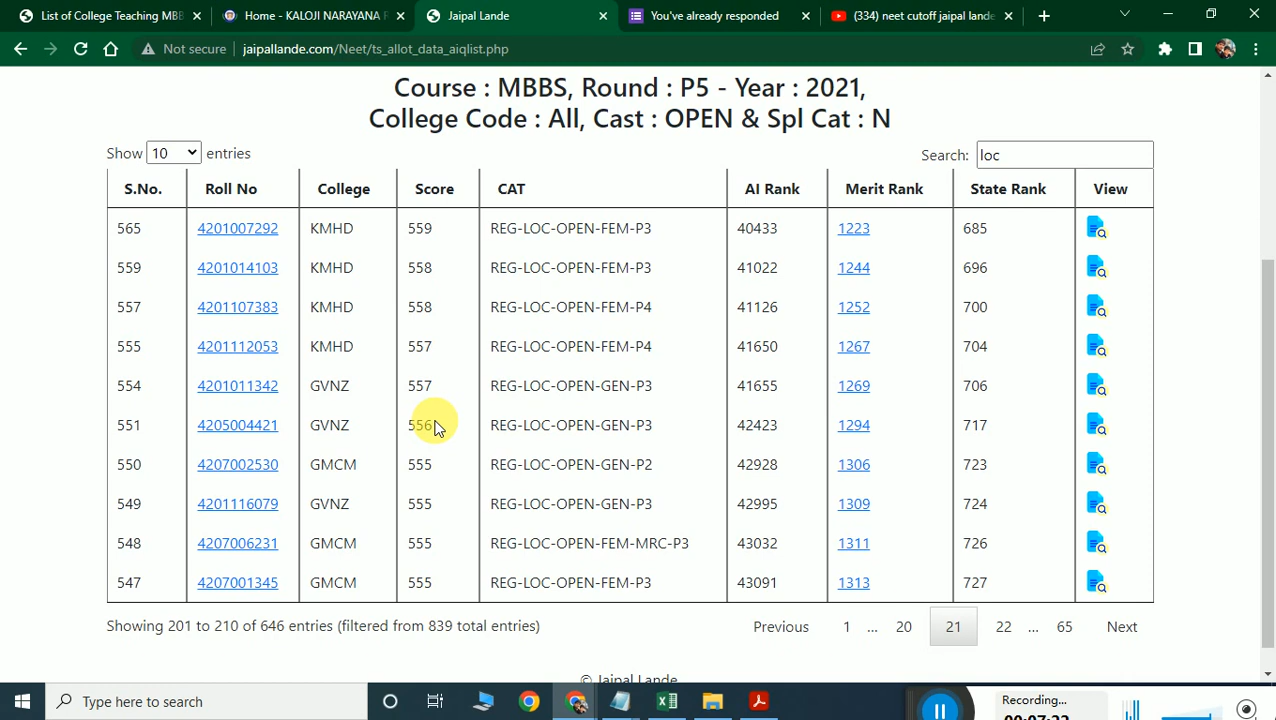 List of College Teaching MBB
Home - KALOJI NARAYANA R
Jaipal Lande
You've already responded
(334) neet cutoff jaipal lande
Not secure jaipallande.com/Neet/ts_allot_data_aiqlist.php
Course : MBBS, Round : P5 - Year : 2021,
College Code : All, Cast : OPEN & Spl Cat : N
Show 10 entries Search: loc
S.No. Roll No College Score CAT AI Rank Merit Rank State Rank View
565 4201007292 KMHD 559 REG-LOC-OPEN-FEM-P3 40433 1223 685
559 4201014103 KMHD 558 REG-LOC-OPEN-FEM-P3 41022 1244 696
557 4201107383 KMHD 558 REG-LOC-OPEN-FEM-P4 41126 1252 700
555 4201112053 KMHD 557 REG-LOC-OPEN-FEM-P4 41650 1267 704
554 4201011342 GVNZ 557 REG-LOC-OPEN-GEN-P3 41655 1269 706
551 4205004421 GVNZ 556 REG-LOC-OPEN-GEN-P3 42423 1294 717
550 4207002530 GMCM 555 REG-LOC-OPEN-GEN-P2 42928 1306 723
549 4201116079 GVNZ 555 REG-LOC-OPEN-GEN-P3 42995 1309 724
548 4207006231 GMCM 555 REG-LOC-OPEN-FEM-MRC-P3 43032 1311 726
547 4207001345 GMCM 555 REG-LOC-OPEN-FEM-P3 43091 1313 727
Showing 201 to 210 of 646 entries (filtered from 839 total entries) Previous 1 ... 20 21 22 ... 65 Next
© Jaipal Lande
Type here to search
Recording...
00:07:22